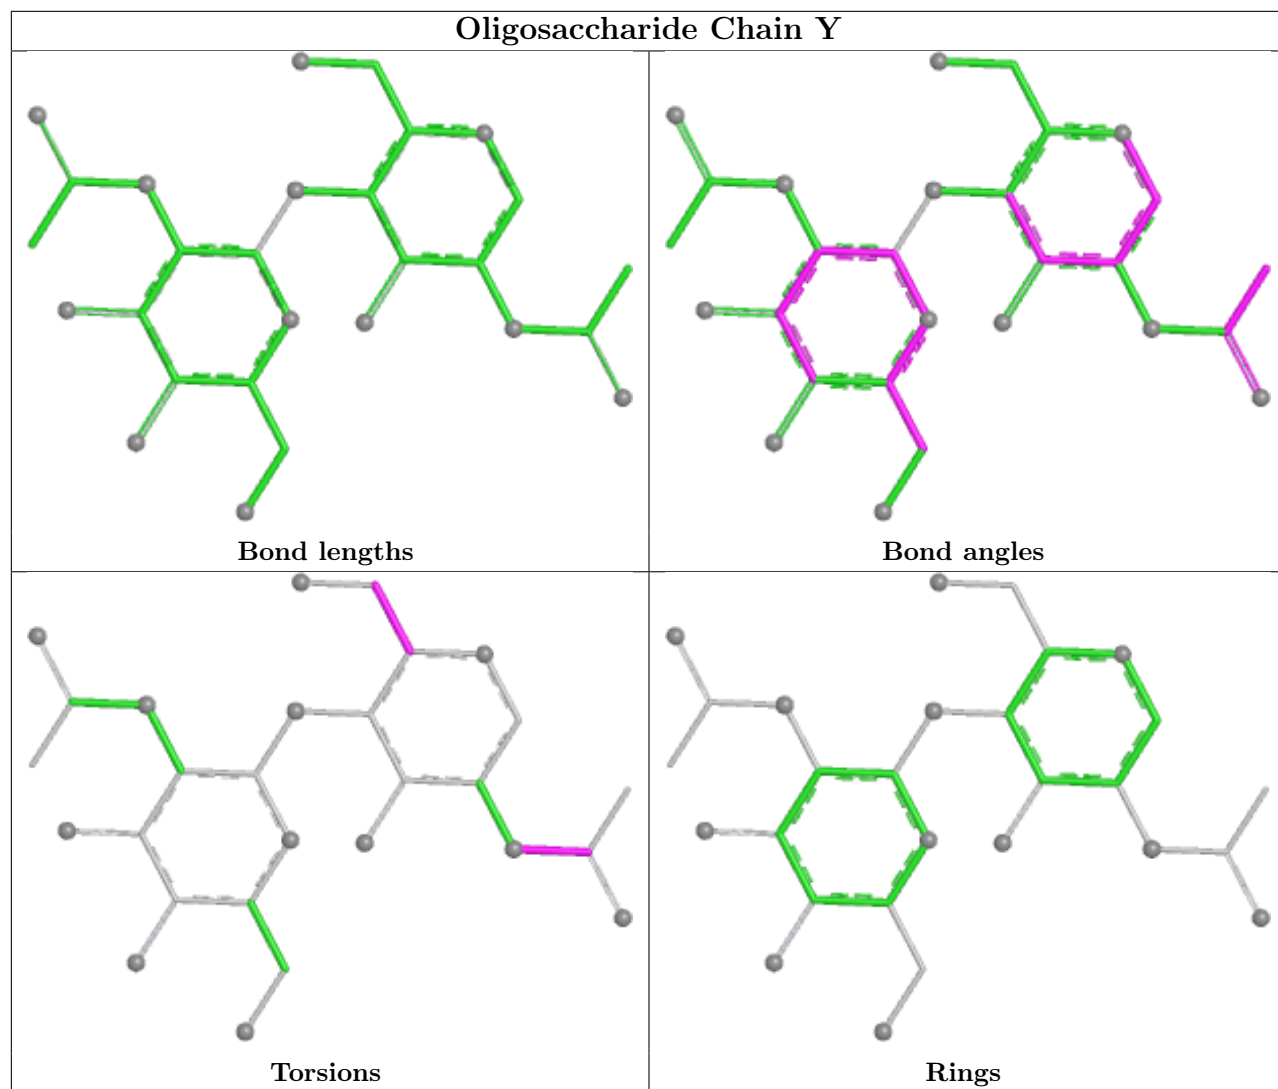 Oligosaccharide Chain Y
Bond lengths
Bond angles
Torsions
Rings